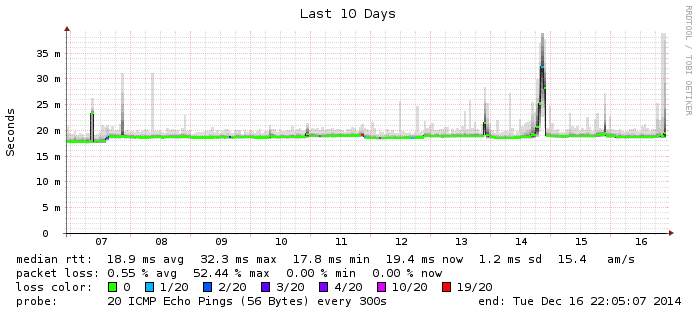 Last 10 Days
RRDTOOL / TOBI OETIKER
Seconds
35 m
30 m
25 m
20 m
15 m
10 m
5 m
0
07 08 09 10 11 12 13 14 15 16
median rtt: 18.9 ms avg 32.3 ms max 17.8 ms min 19.4 ms now 1.2 ms sd 15.4 am/s
packet loss: 0.55 % avg 52.44 % max 0.00 % min 0.00 % now
loss color: 0 1/20 2/20 3/20 4/20 10/20 19/20
probe: 20 ICMP Echo Pings (56 Bytes) every 300s end: Tue Dec 16 22:05:07 2014